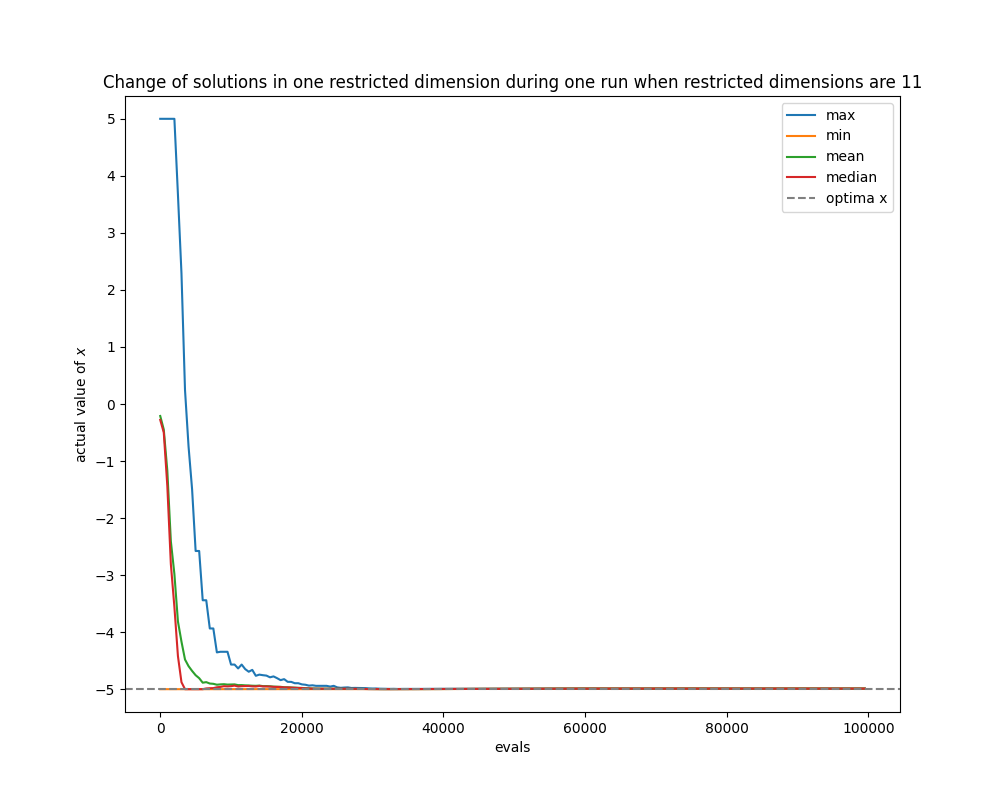 Change of solutions in one restricted dimension during one run when restricted dimensions are 11
max
min
mean
median
optima x
5
4
3
2
1
0
−1
−2
−3
−4
−5
actual value of x
0
20000
40000
60000
80000
100000
evals